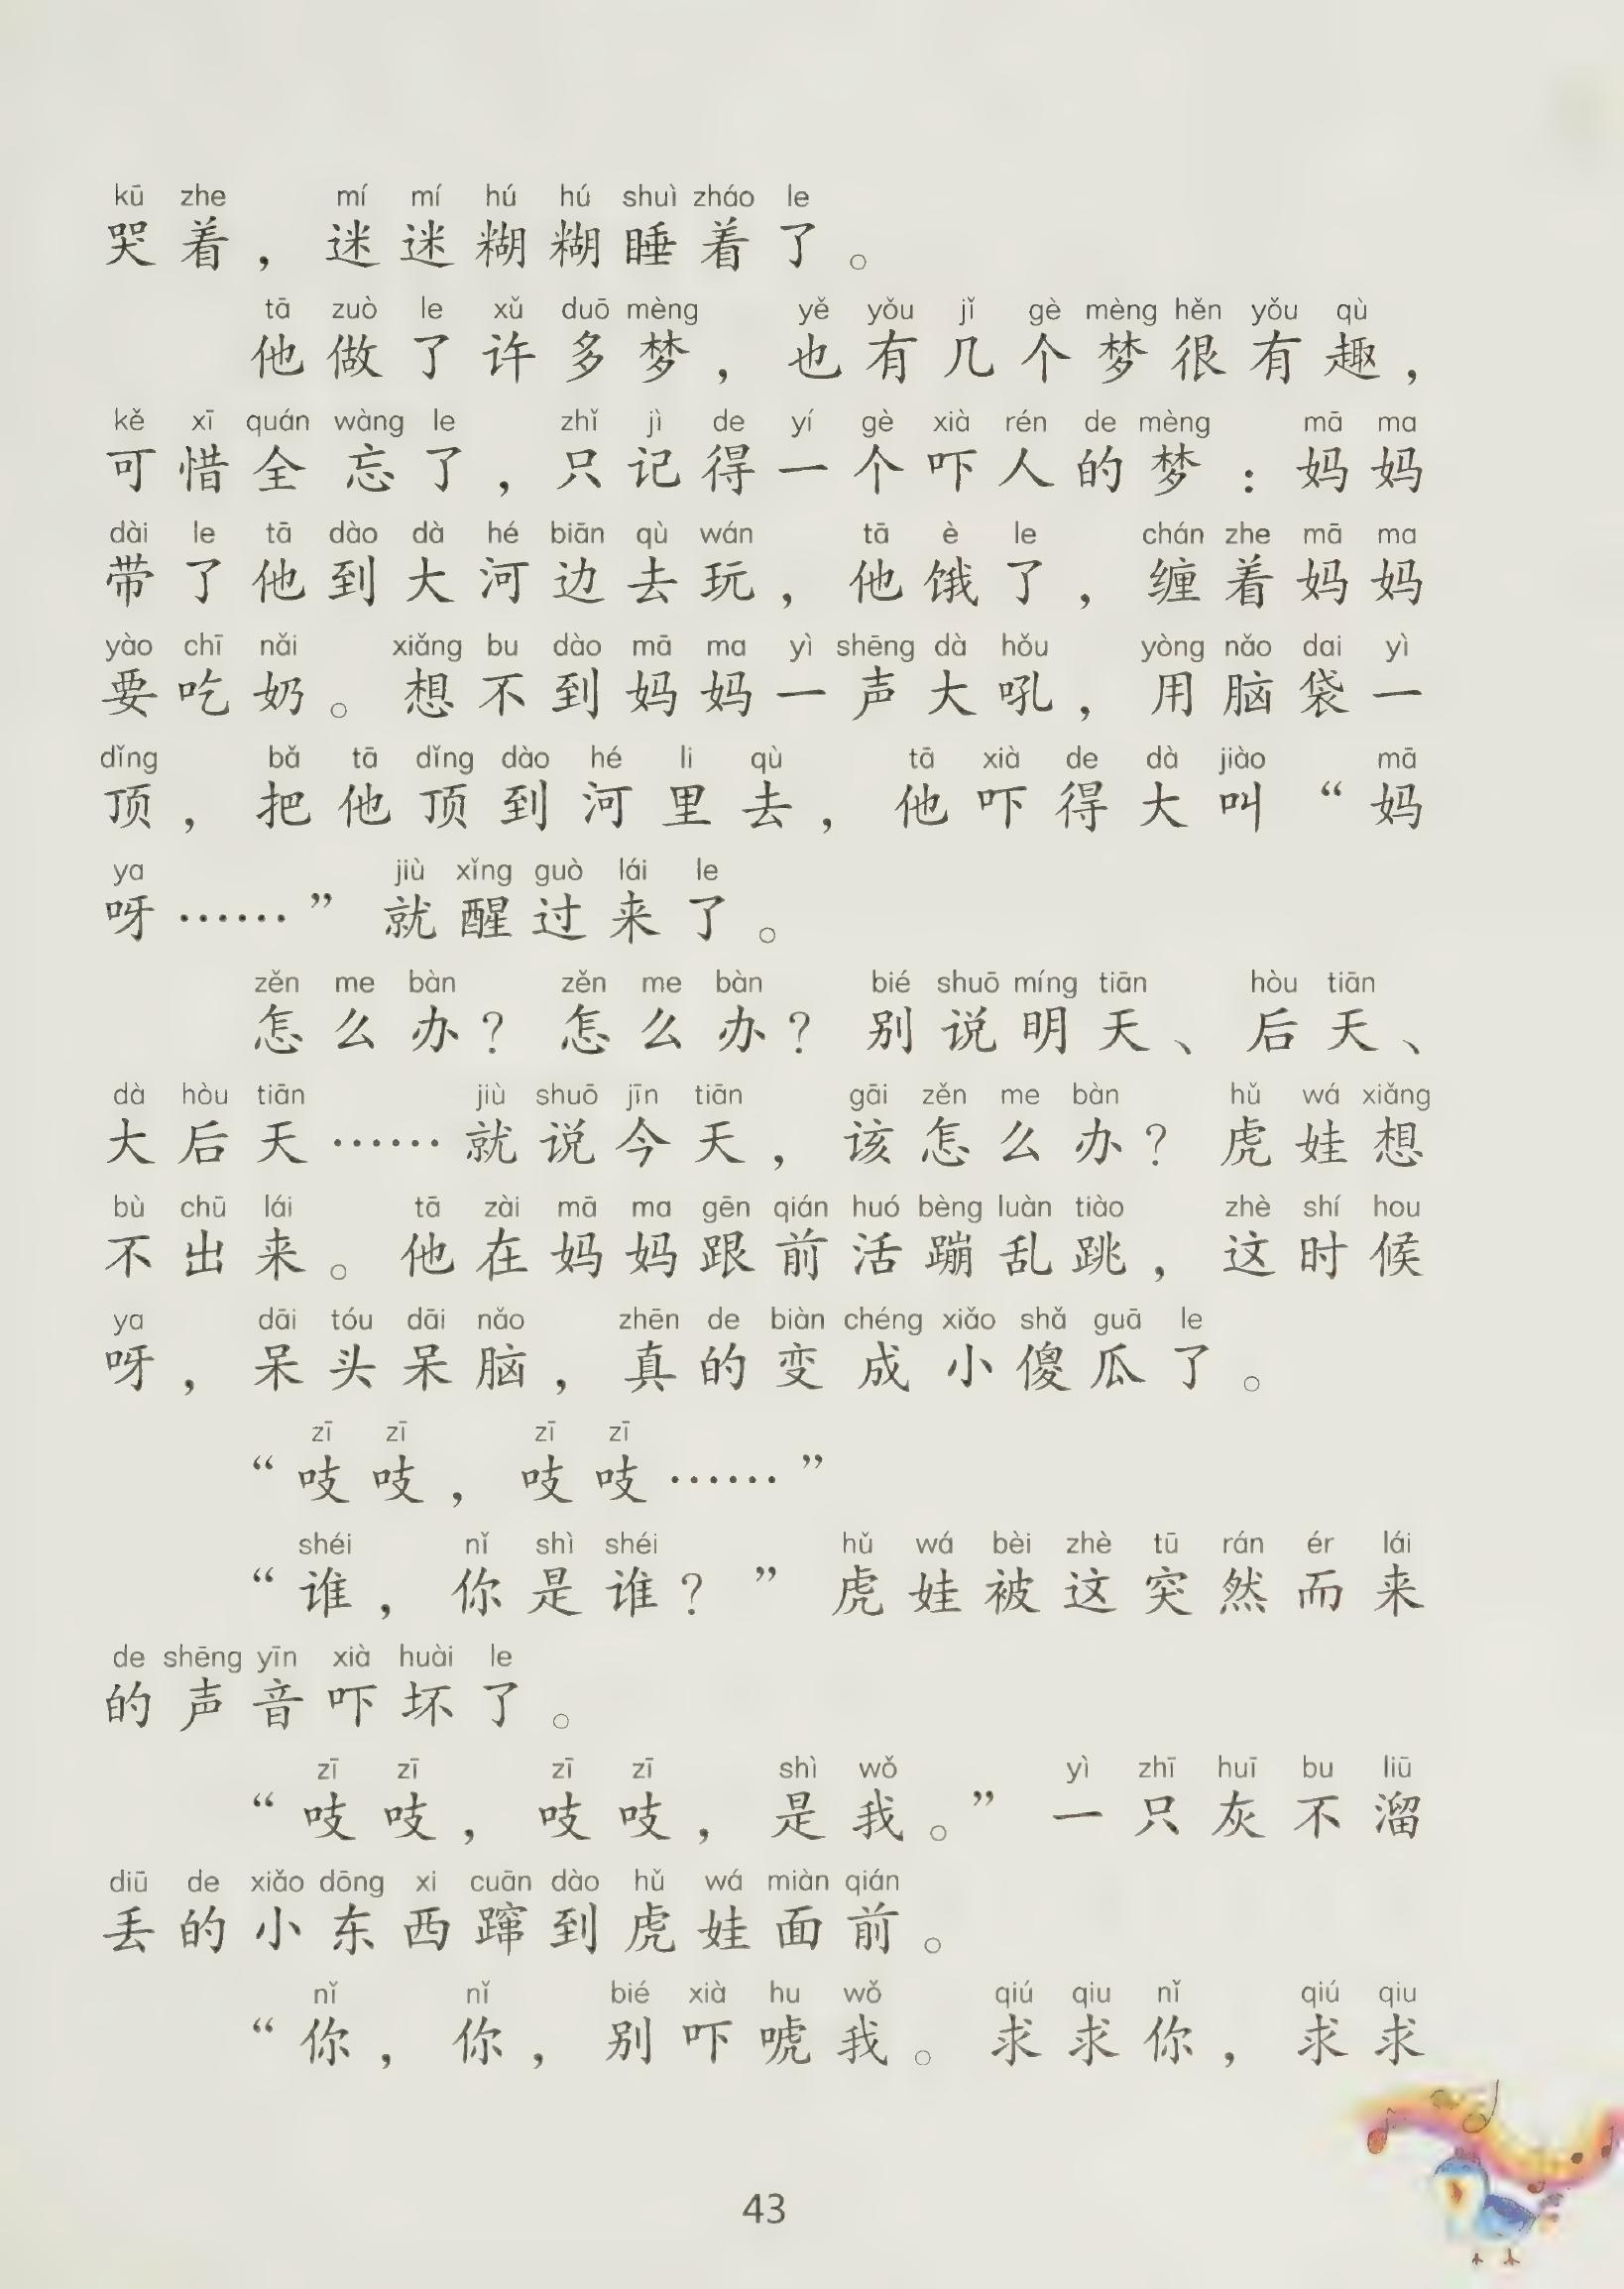 kū zhe mí mí hú hú shuì zháo le
哭着，迷迷糊糊睡着了。
tā zuò le xǔ duō mèng yě yǒu jǐ gè mèng hěn yǒu qù
他做了许多梦，也有几个梦很有趣，
kě xī quán wàng le zhǐ jì de yí gè xià rén de mèng mā ma
可惜全忘了，只记得一个吓人的梦：妈妈
dài le tā dào dà hé biān qù wán tā è le chán zhe mā ma
带了他到大河边去玩，他饿了，缠着妈妈
yào chī nǎi xiǎng bu dào mā ma yì shēng dà hǒu yòng nǎo dai yì
要吃奶。想不到妈妈一声大吼，用脑袋一
dǐng bǎ tā dǐng dào hé li qù tā xià de dà jiào mā
顶，把他顶到河里去，他吓得大叫“妈
ya jiù xǐng guò lái le
呀……”就醒过来了。
zěn me bàn zěn me bàn bié shuō míng tiān hòu tiān
怎么办？怎么办？别说明天、后天、
dà hòu tiān jiù shuō jīn tiān gāi zěn me bàn hǔ wá xiǎng
大后天……就说今天，该怎么办？虎娃想
bù chū lái tā zài mā ma gēn qián huó bèng luàn tiào zhè shí hou
不出来。他在妈妈跟前活蹦乱跳，这时候
ya dāi tóu dāi nǎo zhēn de biàn chéng xiǎo shǎ guā le
呀，呆头呆脑，真的变成小傻瓜了。
zī zī zī zī
“吱吱，吱吱……”
shéi nǐ shì shéi hǔ wá bèi zhè tū rán ér lái
“谁，你是谁？”虎娃被这突然而来
de shēng yīn xià huài le
的声音吓坏了。
zī zī zī zī shì wǒ yì zhī huī bu liū
“吱吱，吱吱，是我。”一只灰不溜
diū de xiǎo dōng xi cuān dào hǔ wá miàn qián
丢的小东西蹿到虎娃面前。
nǐ nǐ bié xià hu wǒ qiú qiu nǐ qiú qiu
“你，你，别吓唬我。求求你，求求
43